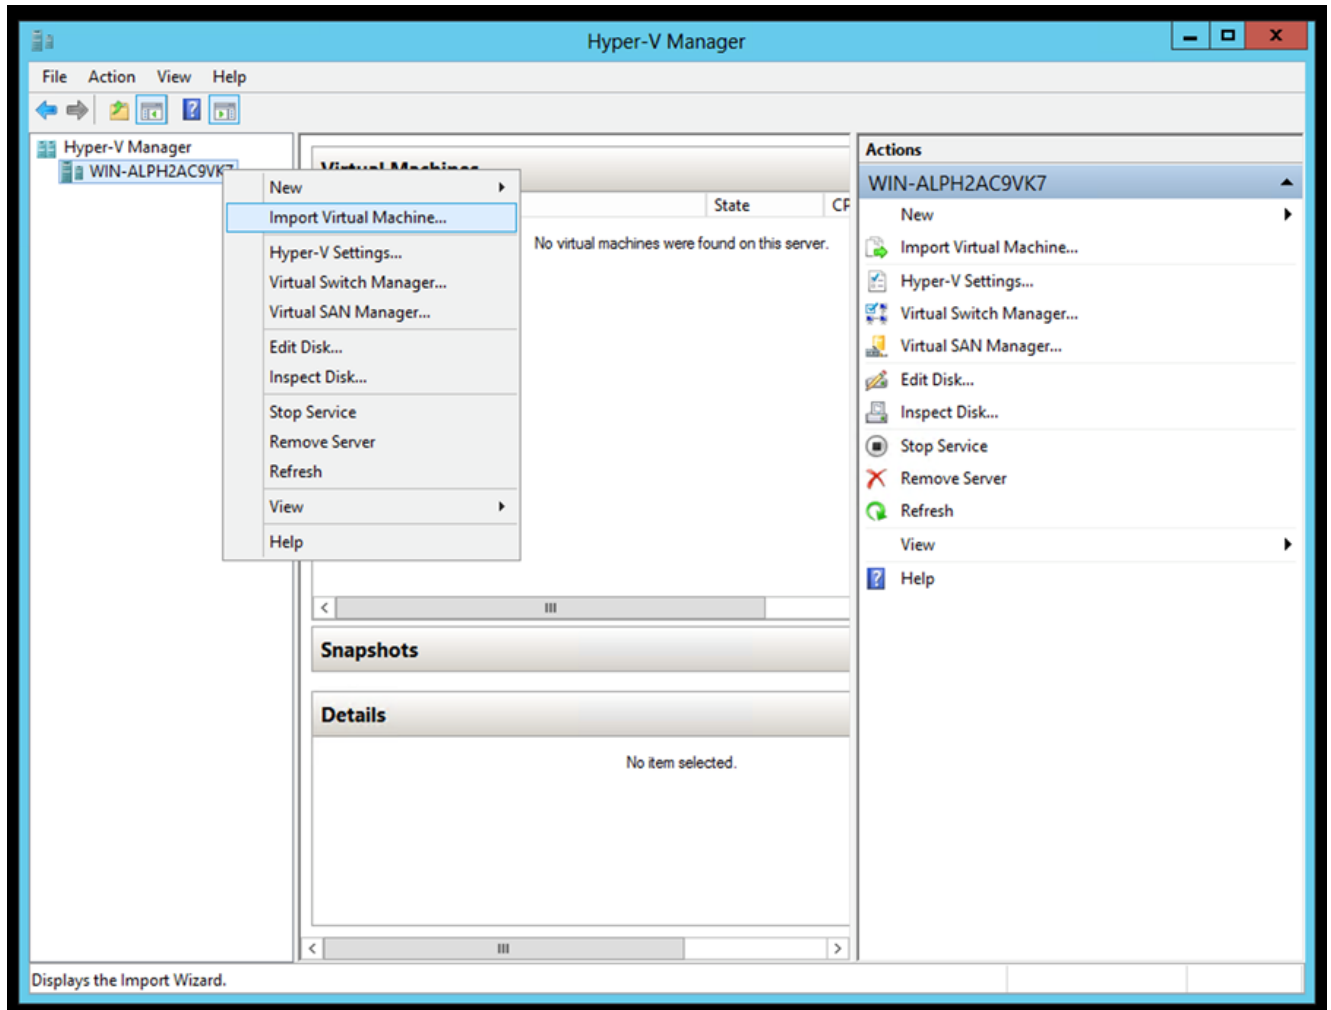 Hyper-V Manager
File Action View Help
Hyper-V Manager
WIN-ALPH2AC9VK7
New
Import Virtual Machine...
Hyper-V Settings...
Virtual Switch Manager...
Virtual SAN Manager...
Edit Disk...
Inspect Disk...
Stop Service
Remove Server
Refresh
View
Help
Virtual Machines
State CP
No virtual machines were found on this server.
Snapshots
Details
No item selected.
Actions
WIN-ALPH2AC9VK7
New
Import Virtual Machine...
Hyper-V Settings...
Virtual Switch Manager...
Virtual SAN Manager...
Edit Disk...
Inspect Disk...
Stop Service
Remove Server
Refresh
View
Help
Displays the Import Wizard.